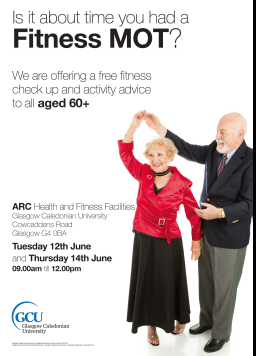 Is it about time you had a
Fitness MOT?
We are offering a free fitness
check up and activity advice
to all aged 60+
ARC Health and Fitness Facilities
Glasgow Caledonian University
Cowcaddens Road
Glasgow G4 0BA
Tuesday 12th June
and Thursday 14th June
09.00am til 12.00pm
GCU
Glasgow Caledonian
University